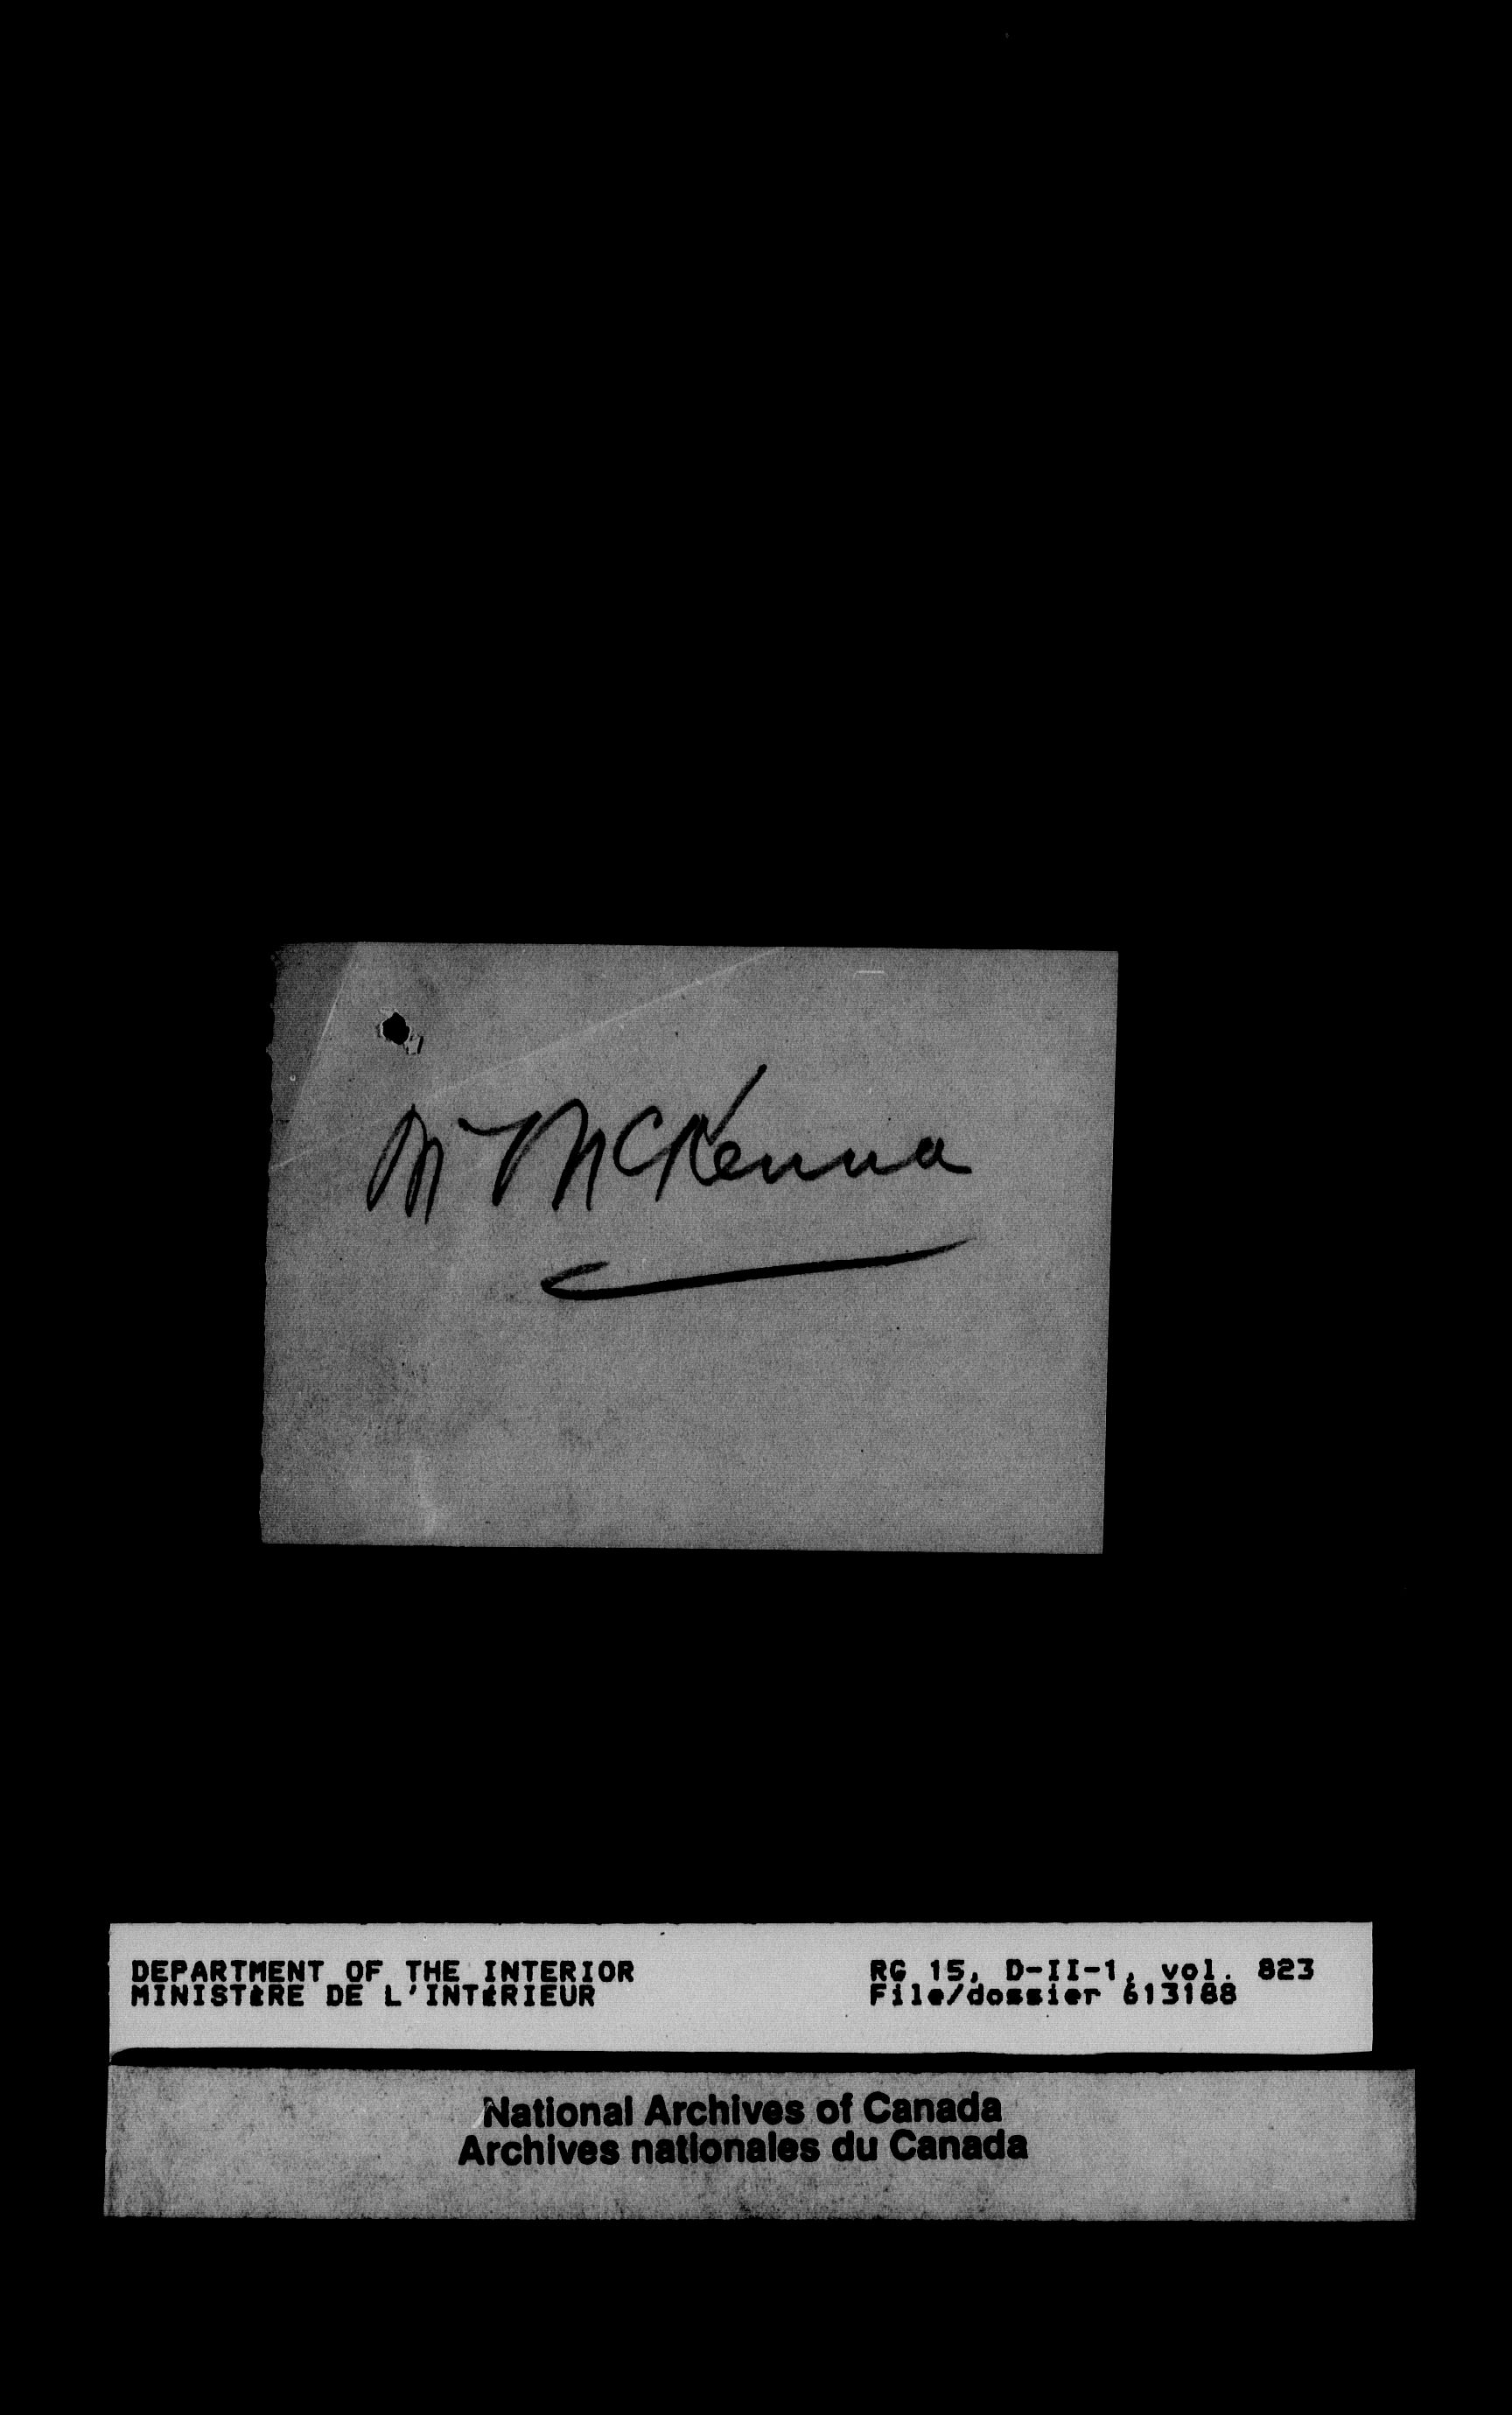 Mr McKenna
DEPARTMENT OF THE INTERIOR
MINISTÈRE DE L'INTÉRIEUR
RG 15, D-II-1, vol. 823
File/dossier 613188
National Archives of Canada
Archives nationales du Canada